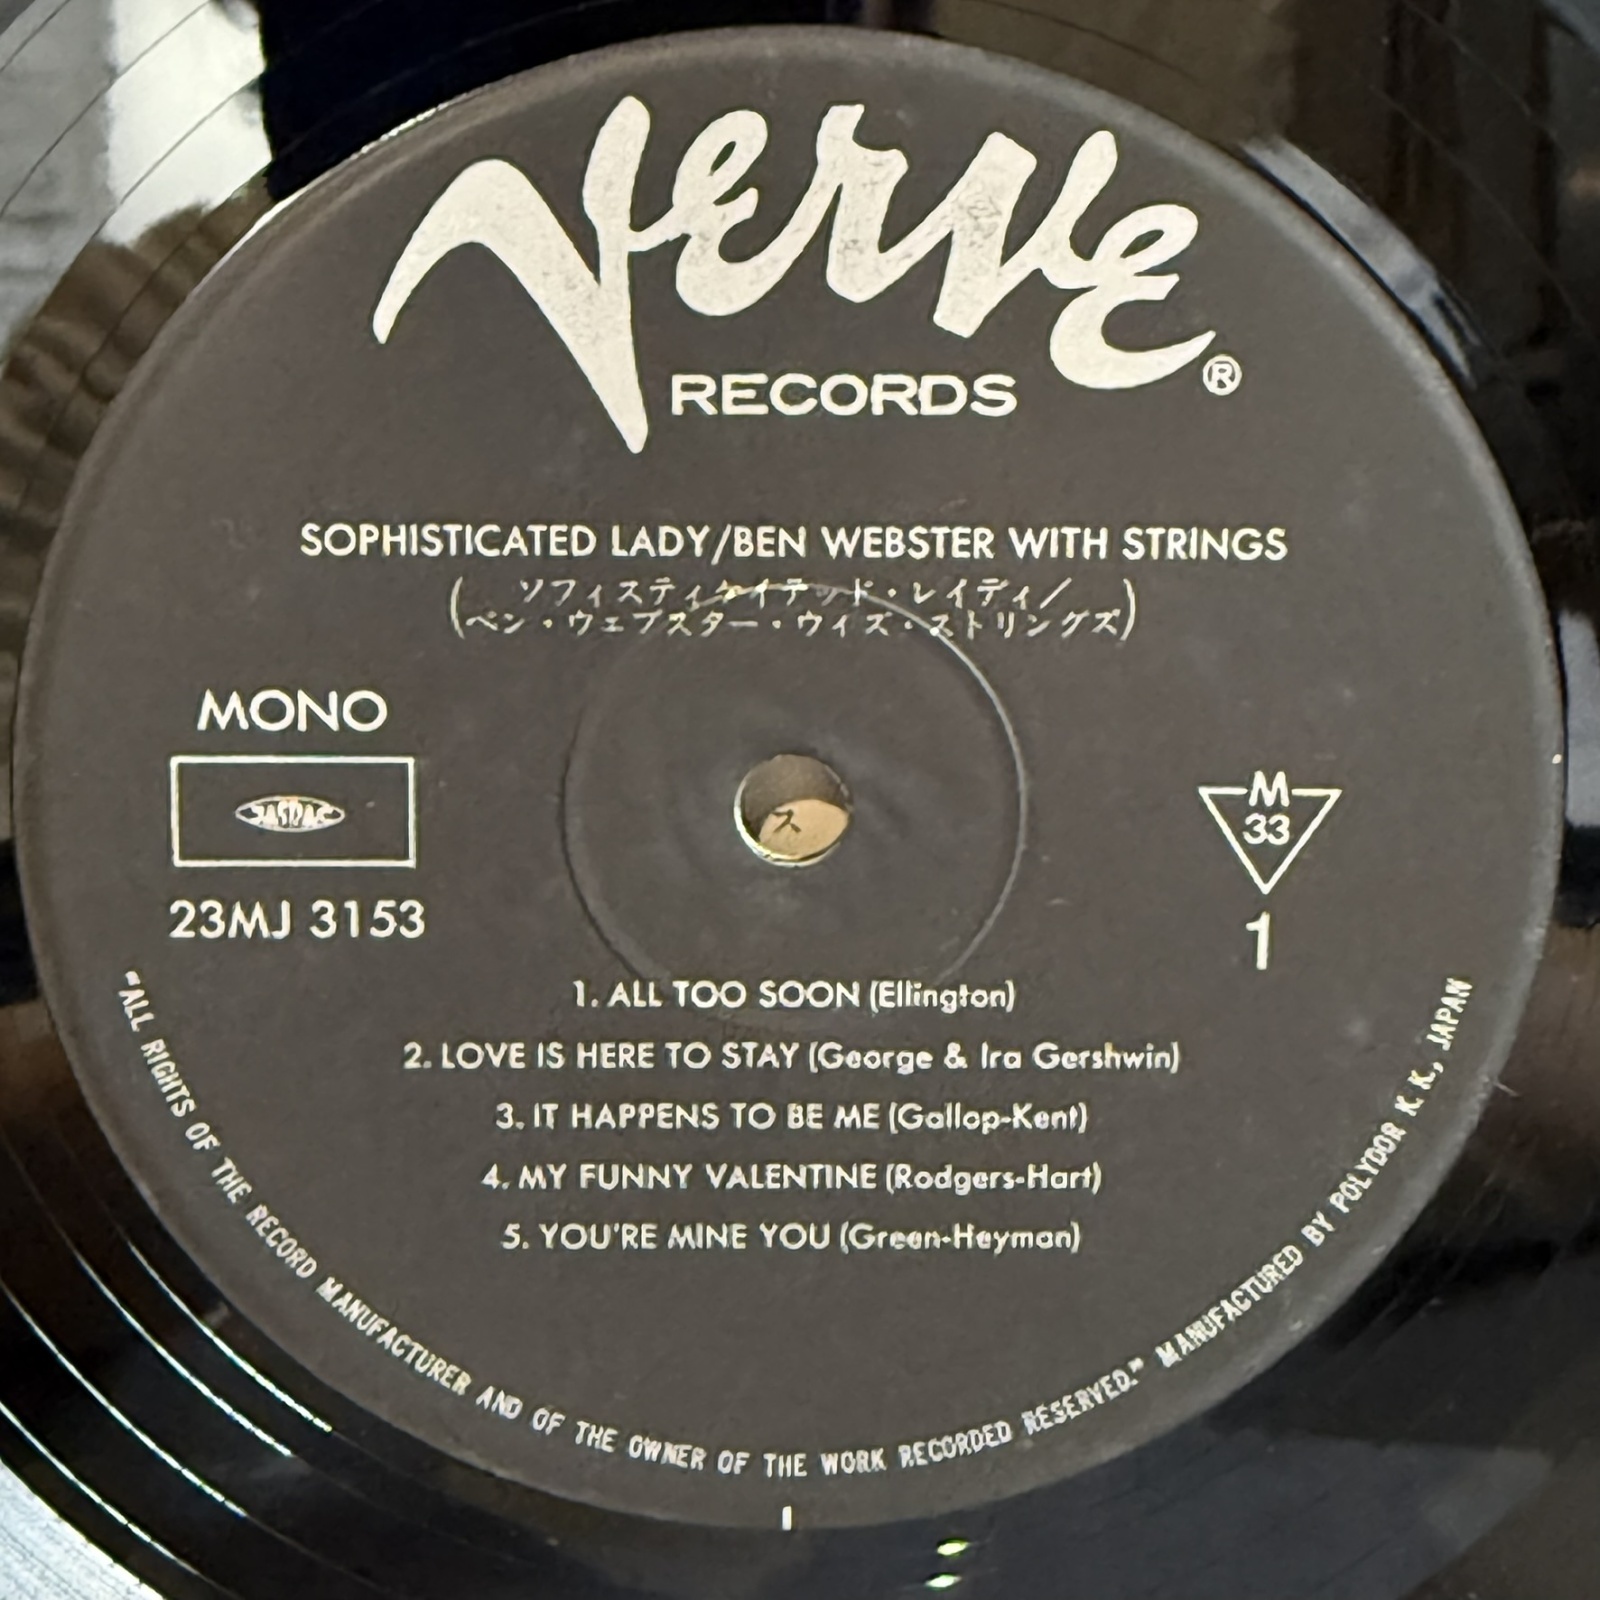 Verve ®
RECORDS
SOPHISTICATED LADY/BEN WEBSTER WITH STRINGS
(ソフィスティケイテッド・レイディ/
ベン・ウェブスター・ウィズ・ストリングズ)
MONO
JASRAC
23MJ 3153
M
33
1
ス
1. ALL TOO SOON (Ellington)
2. LOVE IS HERE TO STAY (George & Ira Gershwin)
3. IT HAPPENS TO BE ME (Gallop-Kent)
4. MY FUNNY VALENTINE (Rodgers-Hart)
5. YOU'RE MINE YOU (Green-Heyman)
"ALL RIGHTS OF THE RECORD MANUFACTURER AND OF THE OWNER OF THE WORK RECORDED RESERVED." MANUFACTURED BY POLYDOR K.K., JAPAN